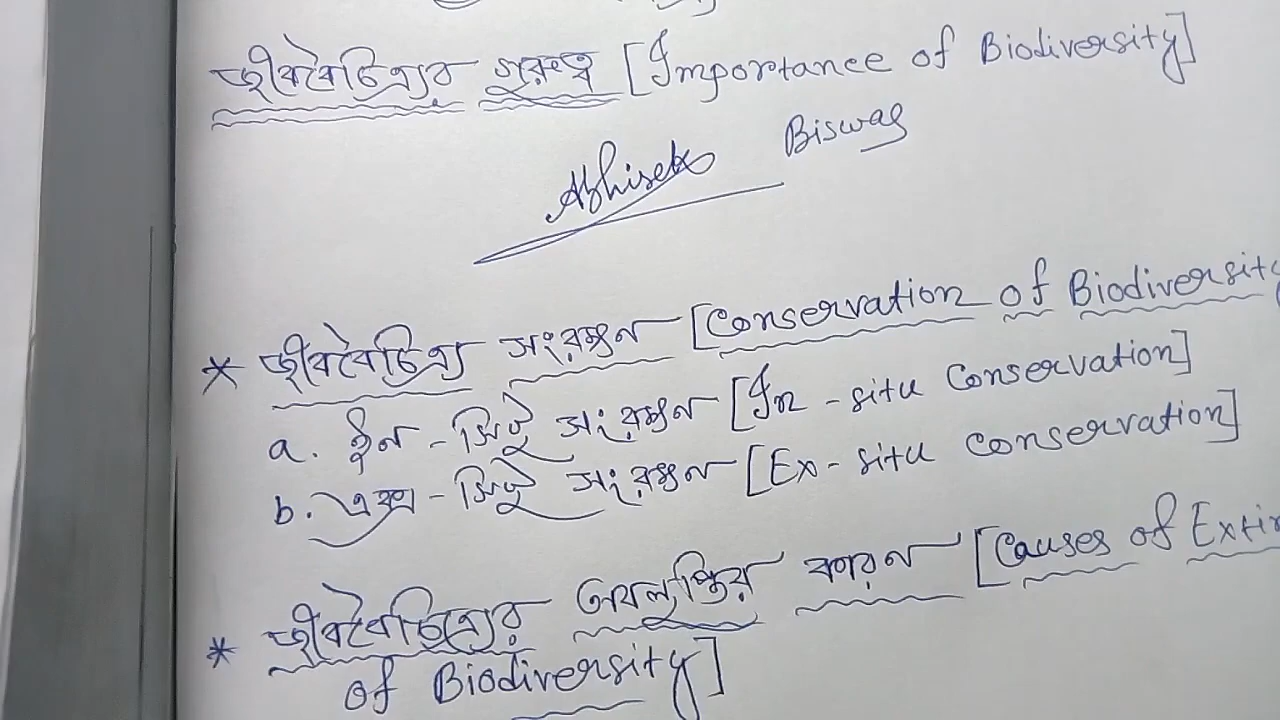 জীববৈচিত্র্যের গুরুত্ব [Importance of Biodiversity]
Abhisek Biswas
* জীববৈচিত্র্য সংরক্ষণ [Conservation of Biodiversity
a. ইন - সিটু সংরক্ষণ [In - situ Conservation]
b. এক্স - সিটু সংরক্ষণ [Ex - situ conservation]
* জীববৈচিত্র্যের অবলুপ্তির কারণ [Causes of Extin
of Biodiversity]